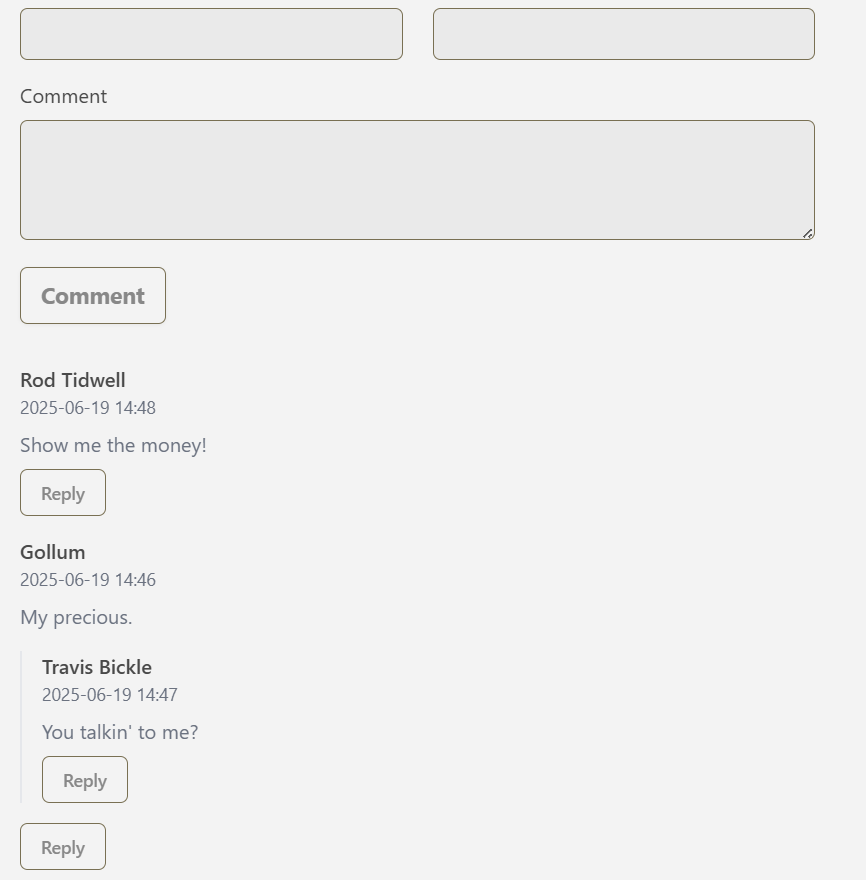 Comment
Comment
Rod Tidwell
2025-06-19 14:48
Show me the money!
Reply
Gollum
2025-06-19 14:46
My precious.
Travis Bickle
2025-06-19 14:47
You talkin' to me?
Reply
Reply